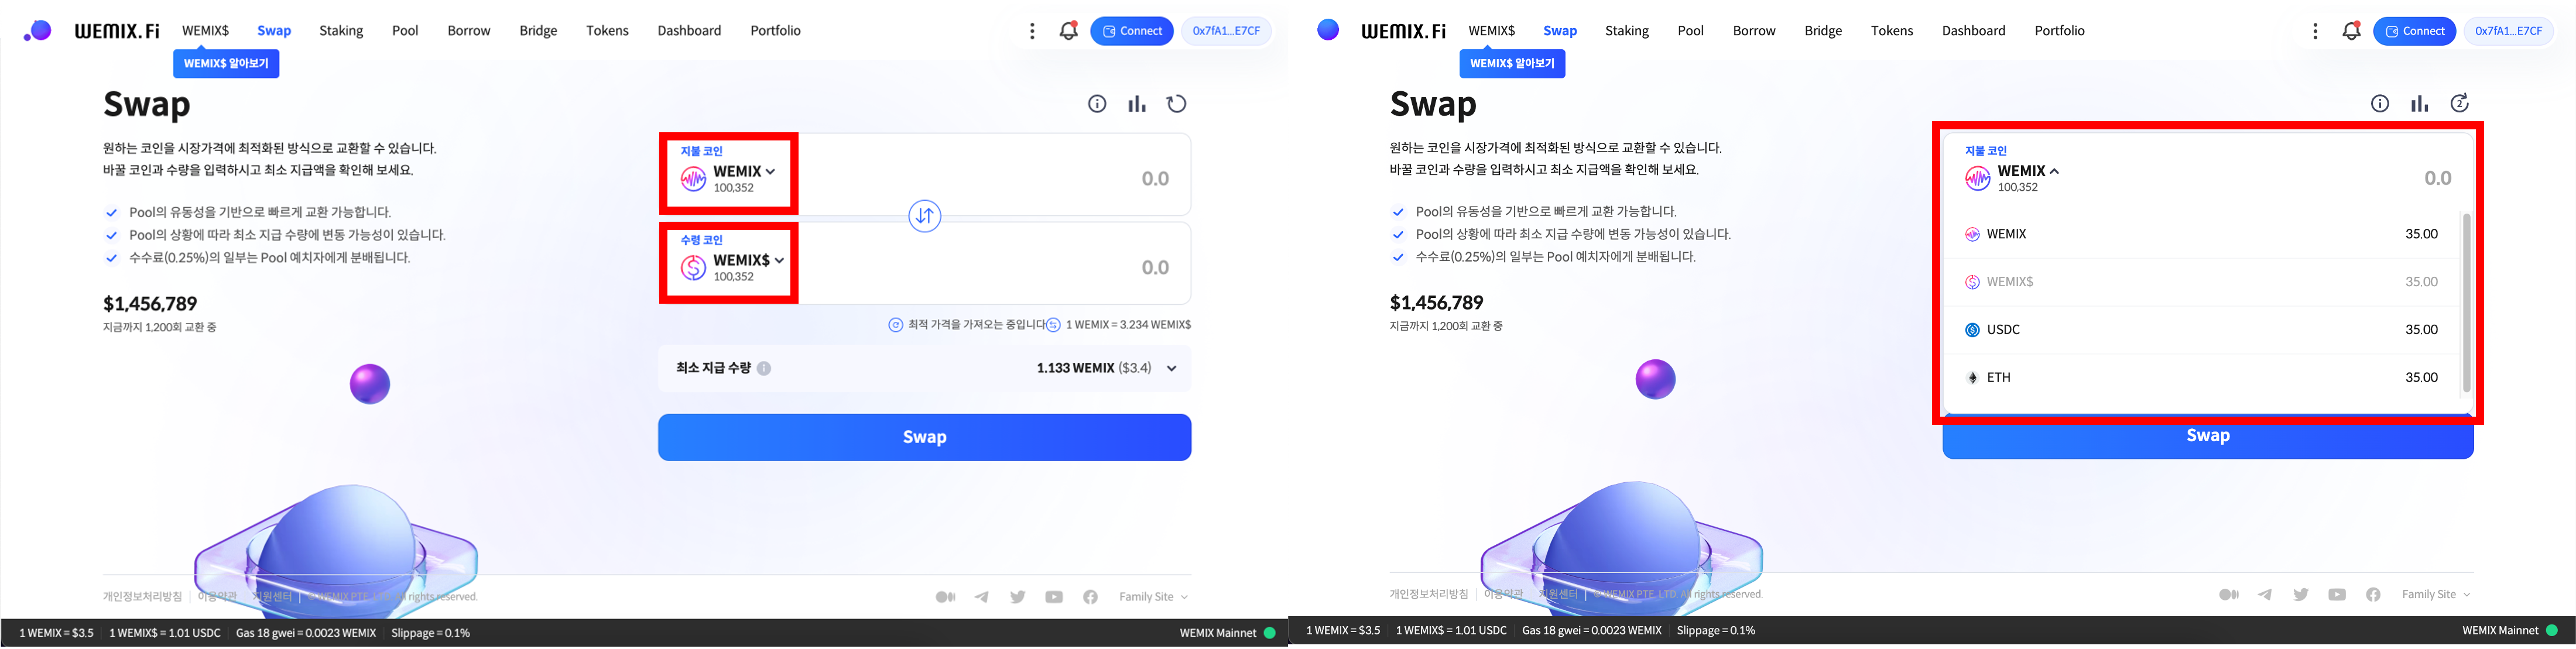 WEMIX.Fi WEMIX$ Swap Staking Pool Borrow Bridge Tokens Dashboard Portfolio Connect 0x7fA1...E7CF
WEMIX$ 알아보기
Swap
원하는 코인을 시장가격에 최적화된 방식으로 교환할 수 있습니다.
바꿀 코인과 수량을 입력하시고 최소 지급액을 확인해 보세요.
Pool의 유동성을 기반으로 빠르게 교환 가능합니다.
Pool의 상황에 따라 최소 지급 수량에 변동 가능성이 있습니다.
수수료(0.25%)의 일부는 Pool 예치자에게 분배됩니다.
$1,456,789
지금까지 1,200회 교환 중
지불 코인
WEMIX
100,352
0.0
수령 코인
WEMIX$
100,352
0.0
최적 가격을 가져오는 중입니다 1 WEMIX = 3.234 WEMIX$
최소 지급 수량 1.133 WEMIX ($3.4)
Swap
개인정보처리방침 이용약관 지원센터 © WEMIX PTE. LTD. All rights reserved.
Family Site
1 WEMIX = $3.5 1 WEMIX$ = 1.01 USDC Gas 18 gwei = 0.0023 WEMIX Slippage = 0.1% WEMIX Mainnet
WEMIX.Fi WEMIX$ Swap Staking Pool Borrow Bridge Tokens Dashboard Portfolio Connect 0x7fA1...E7CF
WEMIX$ 알아보기
Swap
2
원하는 코인을 시장가격에 최적화된 방식으로 교환할 수 있습니다.
바꿀 코인과 수량을 입력하시고 최소 지급액을 확인해 보세요.
Pool의 유동성을 기반으로 빠르게 교환 가능합니다.
Pool의 상황에 따라 최소 지급 수량에 변동 가능성이 있습니다.
수수료(0.25%)의 일부는 Pool 예치자에게 분배됩니다.
$1,456,789
지금까지 1,200회 교환 중
지불 코인
WEMIX
100,352
0.0
WEMIX 35.00
WEMIX$ 35.00
USDC 35.00
ETH 35.00
Swap
개인정보처리방침 이용약관 지원센터 © WEMIX PTE. LTD. All rights reserved.
Family Site
1 WEMIX = $3.5 1 WEMIX$ = 1.01 USDC Gas 18 gwei = 0.0023 WEMIX Slippage = 0.1% WEMIX Mainnet